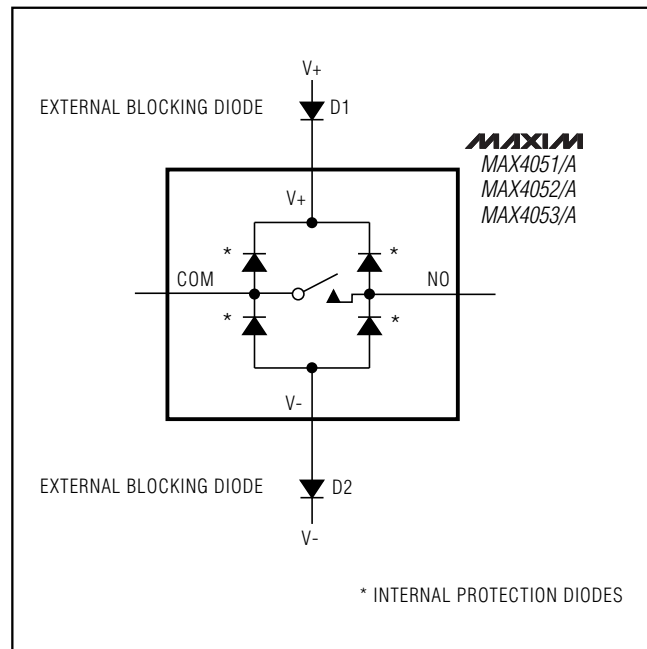 V+
EXTERNAL BLOCKING DIODE D1
MAXIM
MAX4051/A
MAX4052/A
MAX4053/A
V+
* *
COM NO
* *
V-
EXTERNAL BLOCKING DIODE D2
V-
* INTERNAL PROTECTION DIODES